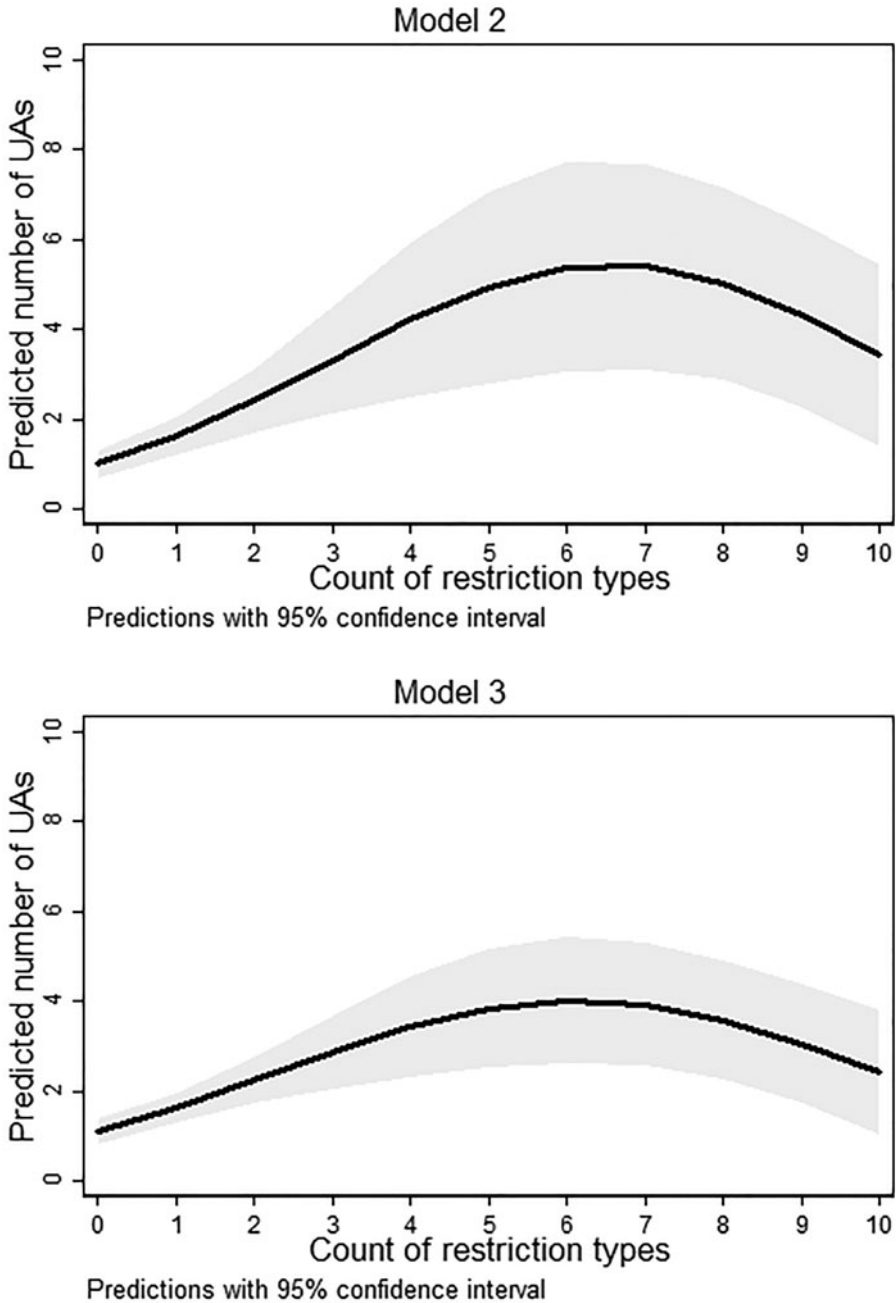 Model 2
Predicted number of UAs
10
8
6
4
2
0
0 1 2 3 4 5 6 7 8 9 10
Count of restriction types
Predictions with 95% confidence interval
Model 3
Predicted number of UAs
10
8
6
4
2
0
0 1 2 3 4 5 6 7 8 9 10
Count of restriction types
Predictions with 95% confidence interval